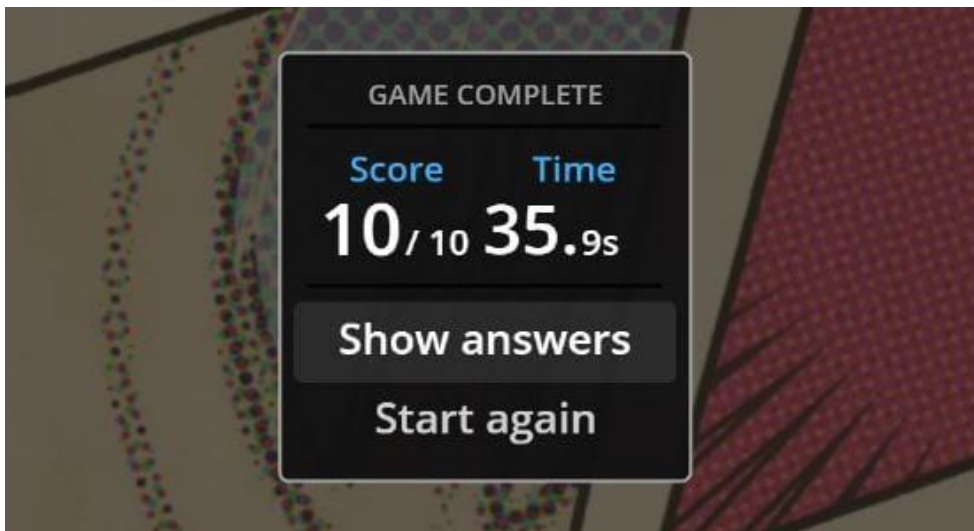 GAME COMPLETE
Score Time
10/ 10 35.9s
Show answers
Start again